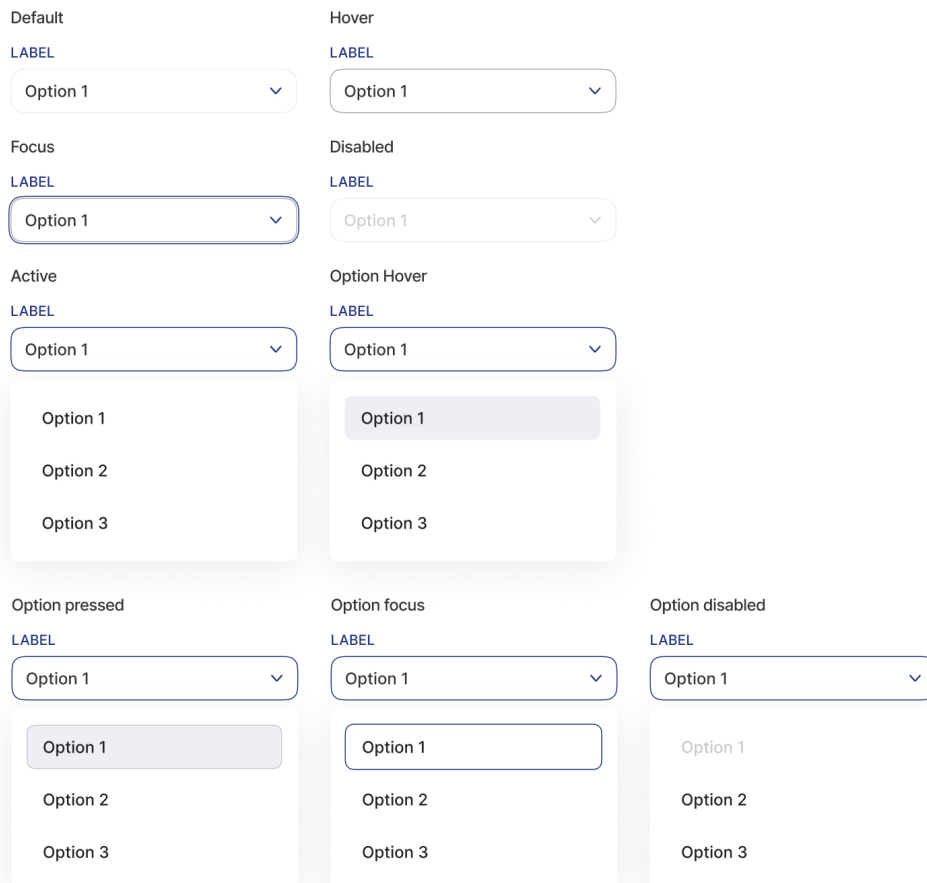 Default
Hover
LABEL
LABEL
Option 1
Option 1
Focus
Disabled
LABEL
LABEL
Option 1
Option 1
Active
Option Hover
LABEL
LABEL
Option 1
Option 1
Option 1
Option 1
Option 2
Option 2
Option 3
Option 3
Option pressed
Option focus
Option disabled
LABEL
LABEL
LABEL
Option 1
Option 1
Option 1
Option 1
Option 1
Option 1
Option 2
Option 2
Option 2
Option 3
Option 3
Option 3